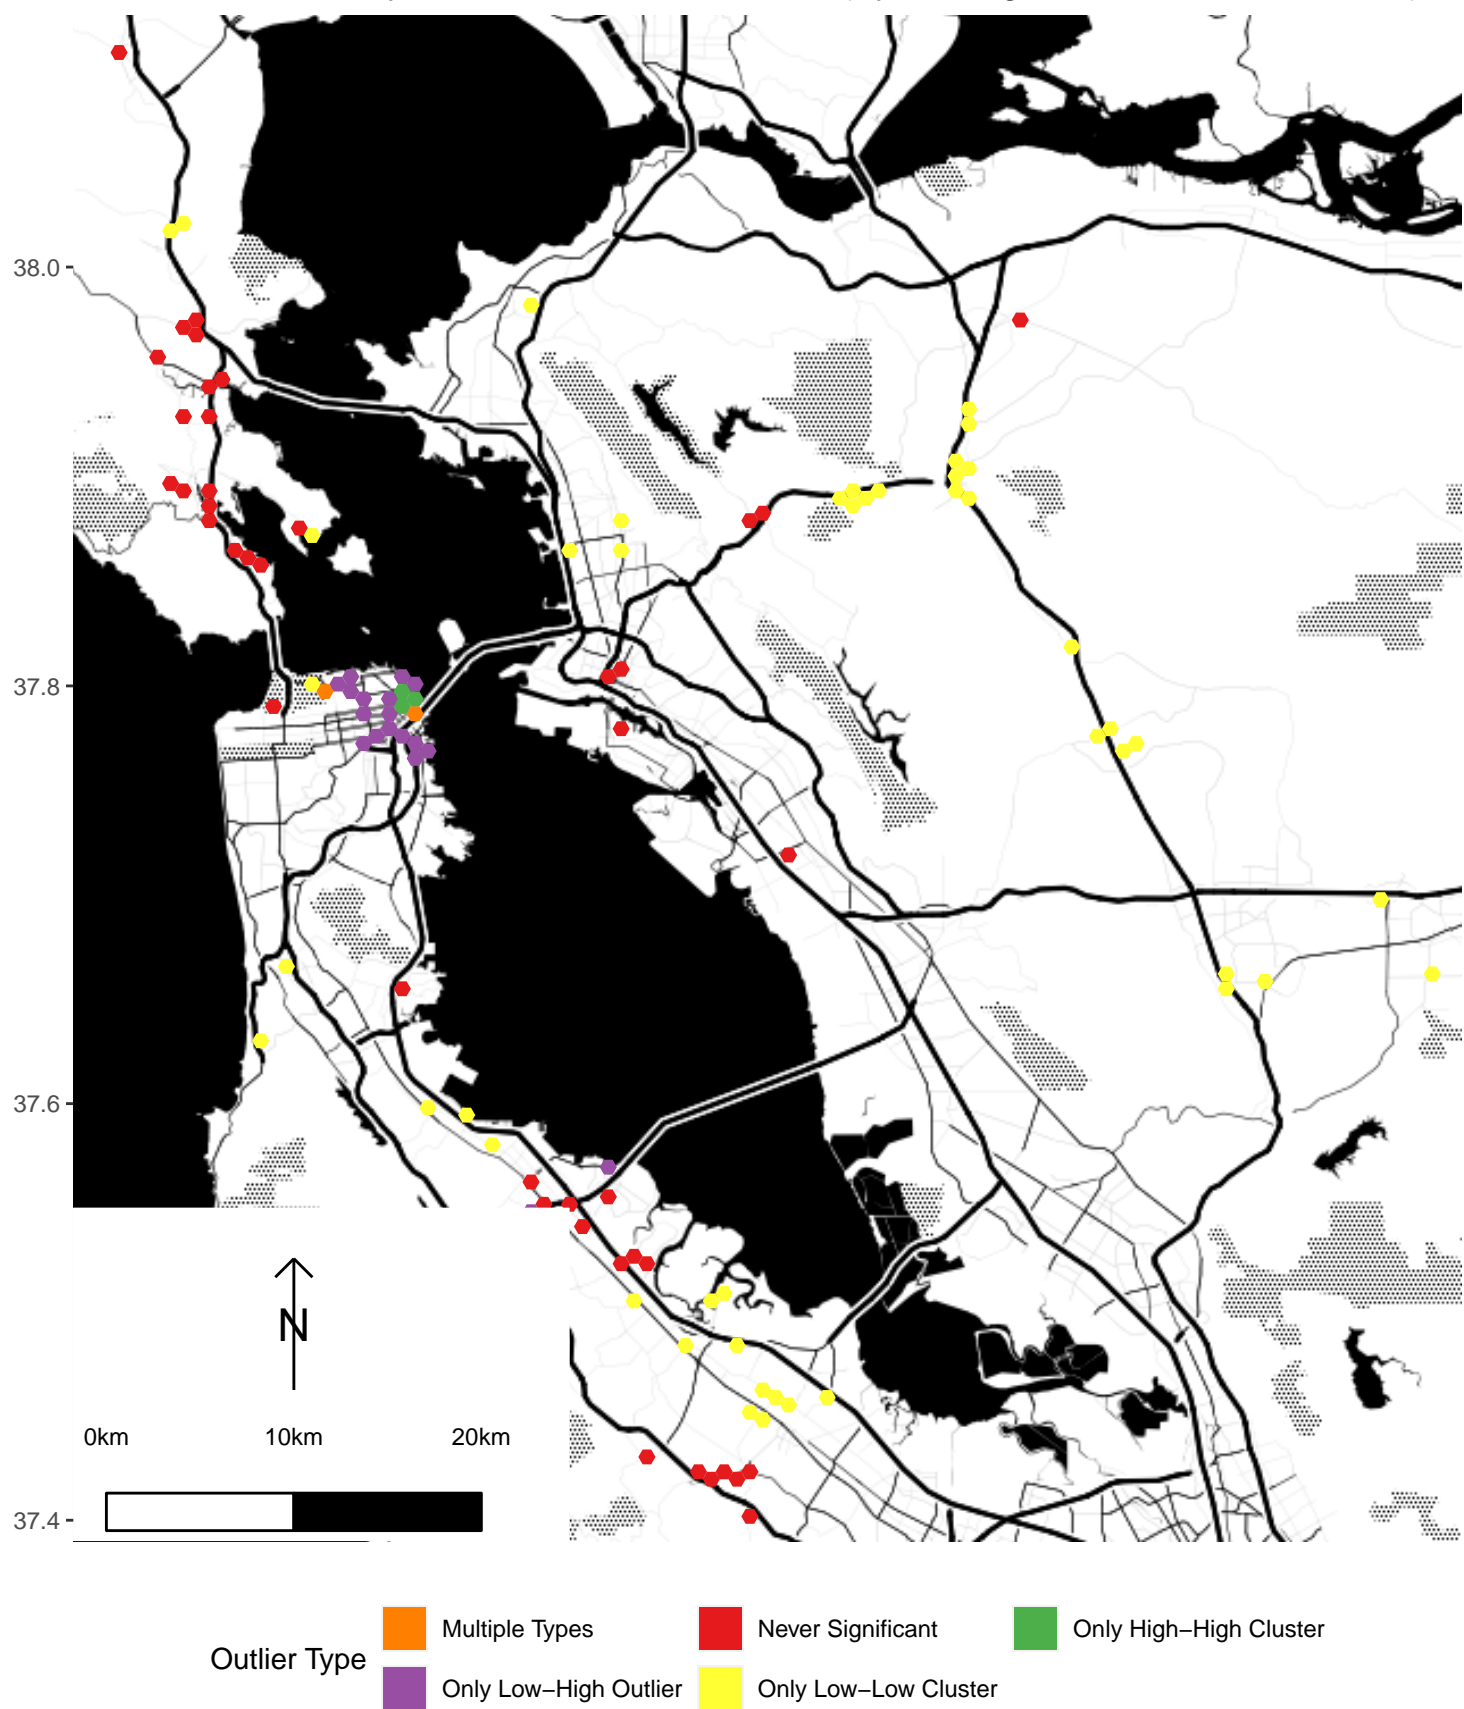 38.0
37.8
37.6
37.4
N
0km 10km 20km
Outlier Type
Multiple Types Never Significant Only High−High Cluster
Only Low−High Outlier Only Low−Low Cluster